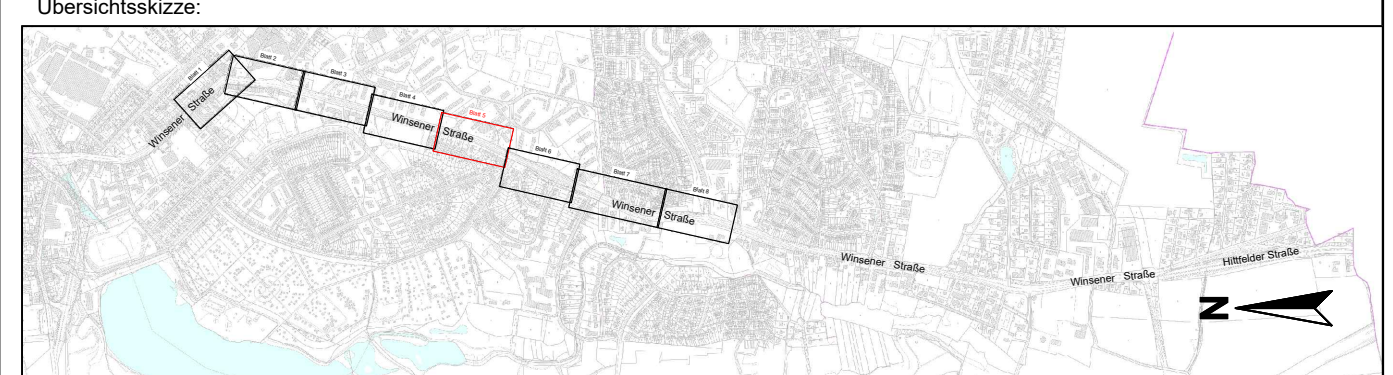 Übersichtsskizze:
Blatt 1
Blatt 2
Blatt 3
Blatt 4
Blatt 5
Blatt 6
Blatt 7
Blatt 8
Winsener Straße
Winsener Straße
Winsener Straße
Winsener Straße
Winsener Straße
Hittfelder Straße
N